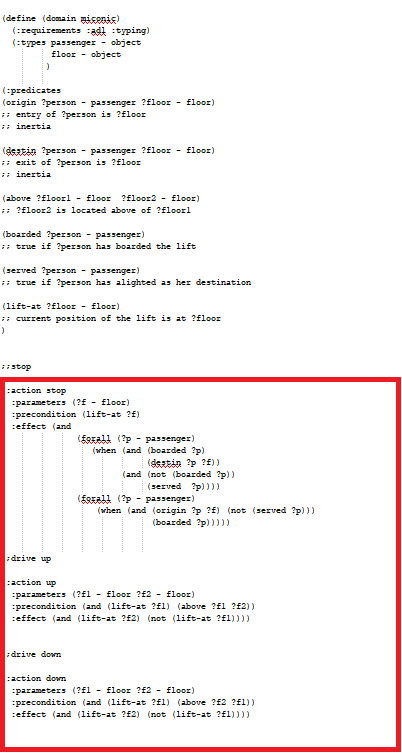 (define (domain miconic)
(:requirements :adl :typing)
(:types passenger - object
floor - object
)
(:predicates
(origin ?person - passenger ?floor - floor)
;; entry of ?person is ?floor
;; inertia
(destin ?person - passenger ?floor - floor)
;; exit of ?person is ?floor
;; inertia
(above ?floor1 - floor ?floor2 - floor)
;; ?floor2 is located above of ?floor1
(boarded ?person - passenger)
;; true if ?person has boarded the lift
(served ?person - passenger)
;; true if ?person has alighted as her destination
(lift-at ?floor - floor)
;; current position of the lift is at ?floor
)
;;stop
:action stop
:parameters (?f - floor)
:precondition (lift-at ?f)
:effect (and
(forall (?p - passenger)
(when (and (boarded ?p)
(destin ?p ?f))
(and (not (boarded ?p))
(served ?p))))
(forall (?p - passenger)
(when (and (origin ?p ?f) (not (served ?p)))
(boarded ?p)))))
;drive up
:action up
:parameters (?f1 - floor ?f2 - floor)
:precondition (and (lift-at ?f1) (above ?f1 ?f2))
:effect (and (lift-at ?f2) (not (lift-at ?f1))))
;drive down
:action down
:parameters (?f1 - floor ?f2 - floor)
:precondition (and (lift-at ?f1) (above ?f2 ?f1))
:effect (and (lift-at ?f2) (not (lift-at ?f1))))